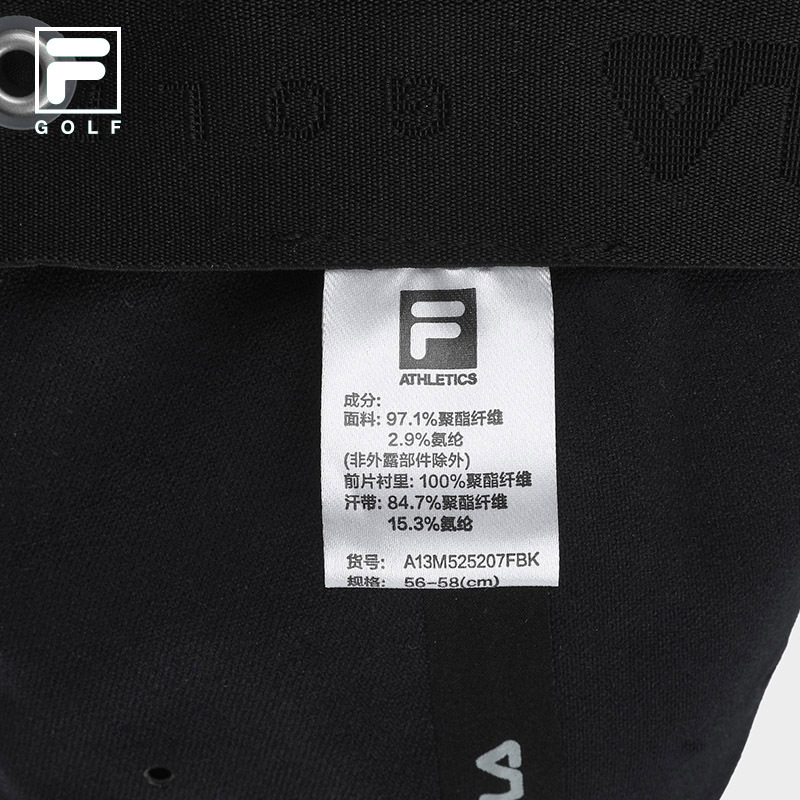 F
GOLF
GOLF
F
ATHLETICS
成分:
面料: 97.1%聚酯纤维
2.9%氨纶
(非外露部件除外)
前片衬里: 100%聚酯纤维
汗带: 84.7%聚酯纤维
15.3%氨纶
货号: A13M525207FBK
规格: 56-58(cm)
LA